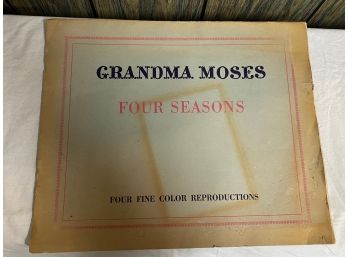 GRANDMA MOSES
FOUR SEASONS
FOUR FINE COLOR REPRODUCTIONS